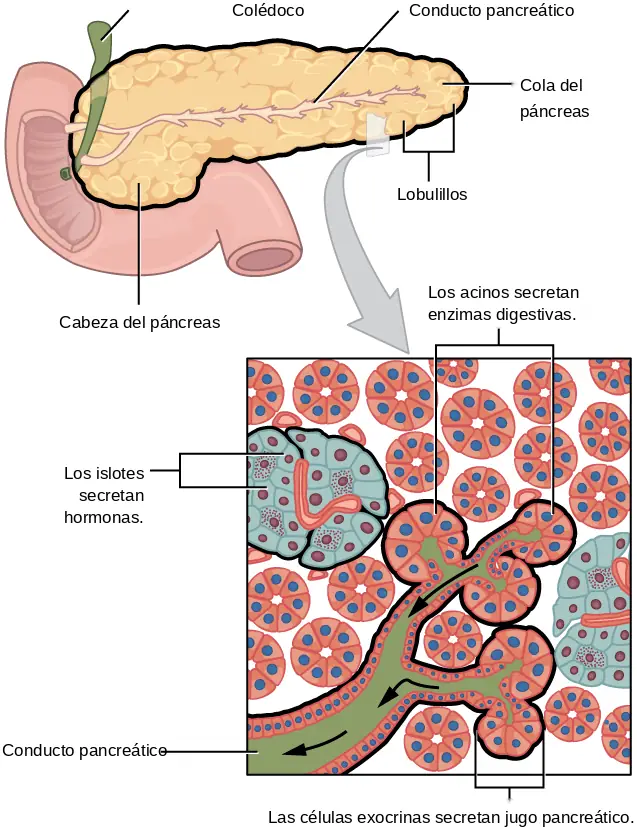 Colédoco
Conducto pancreático
Cola del
páncreas
Lobulillos
Cabeza del páncreas
Los acinos secretan
enzimas digestivas.
Los islotes
secretan
hormonas.
Conducto pancreático
Las células exocrinas secretan jugo pancreático.